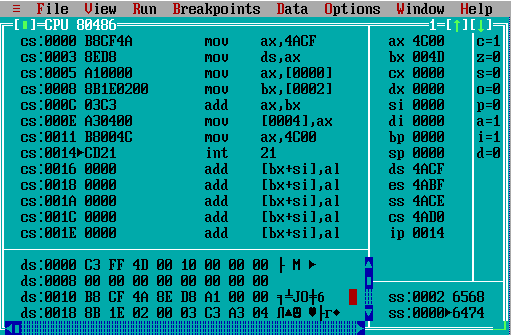 ≡ File View Run Breakpoints Data Options Window Help
[■]=CPU 80486 1=[↑][↓]
cs:0000 B8CF4A mov ax,4ACF ax 4C00 c=1
cs:0003 8ED8 mov ds,ax bx 004D z=0
cs:0005 A10000 mov ax,[0000] cx 0000 s=0
cs:0008 8B1E0200 mov bx,[0002] dx 0000 o=0
cs:000C 03C3 add ax,bx si 0000 p=0
cs:000E A30400 mov [0004],ax di 0000 a=1
cs:0011 B8004C mov ax,4C00 bp 0000 i=1
cs:0014►CD21 int 21 sp 0000 d=0
cs:0016 0000 add [bx+si],al ds 4ACF
cs:0018 0000 add [bx+si],al es 4ABF
cs:001A 0000 add [bx+si],al ss 4ACE
cs:001C 0000 add [bx+si],al cs 4AD0
cs:001E 0000 add [bx+si],al ip 0014
ds:0000 C3 FF 4D 00 10 00 00 00 ├ M ►
ds:0008 00 00 00 00 00 00 00 00
ds:0010 B8 CF 4A 8E D8 A1 00 00 ╕╧JÄ╪í ss:0002 6568
ds:0018 8B 1E 02 00 03 C3 A3 04 ï▲☻ ♥├ú♦ ss:0000►6474